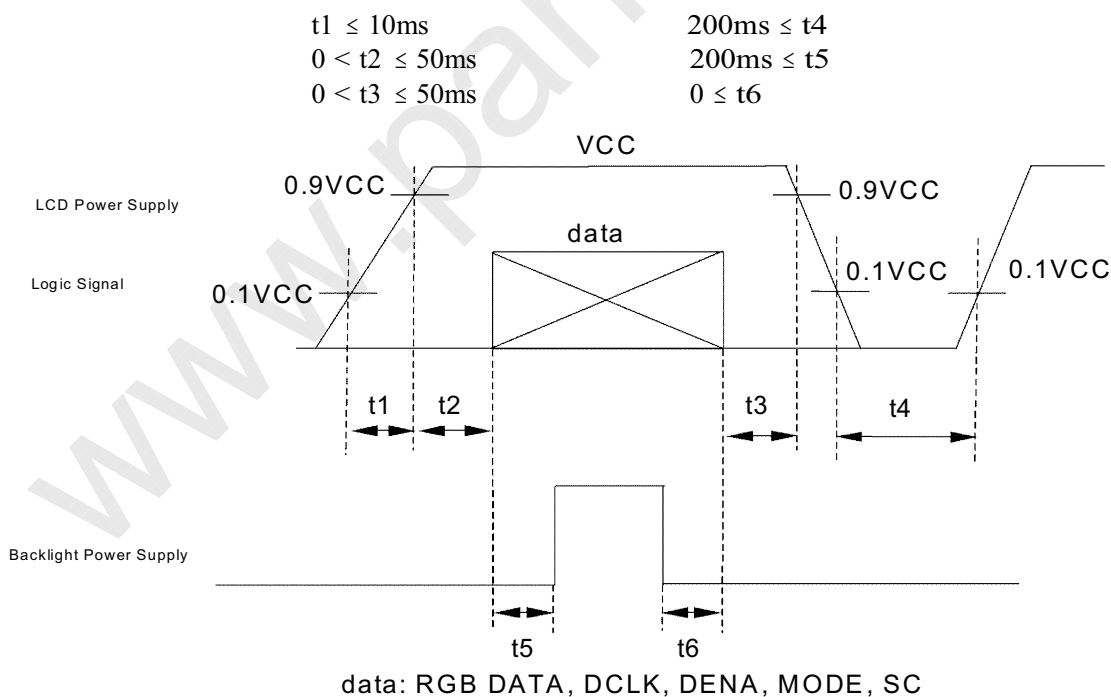 t1 ≤ 10ms 200ms ≤ t4
0 < t2 ≤ 50ms 200ms ≤ t5
0 < t3 ≤ 50ms 0 ≤ t6
VCC
0.9VCC 0.9VCC
LCD Power Supply
data
Logic Signal
0.1VCC 0.1VCC 0.1VCC
t1 t2 t3 t4
Backlight Power Supply
t5 t6
data: RGB DATA, DCLK, DENA, MODE, SC
www.pan